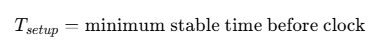 T_{setup} = minimum stable time before clock